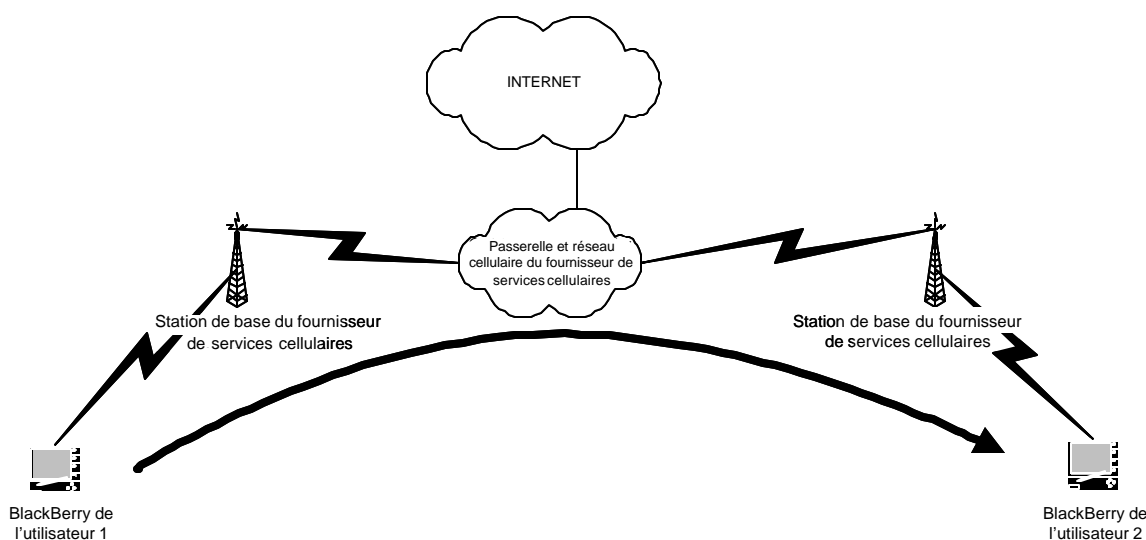 INTERNET
Passerelle et réseau
cellulaire du fournisseur de
services cellulaires
Station de base du fournisseur
de services cellulaires
Station de base du fournisseur
de services cellulaires
BlackBerry de
l'utilisateur 1
BlackBerry de
l'utilisateur 2